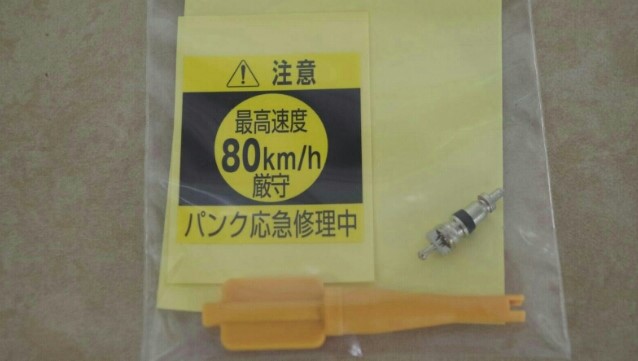 注意
最高速度
80km/h
厳守
パンク応急修理中